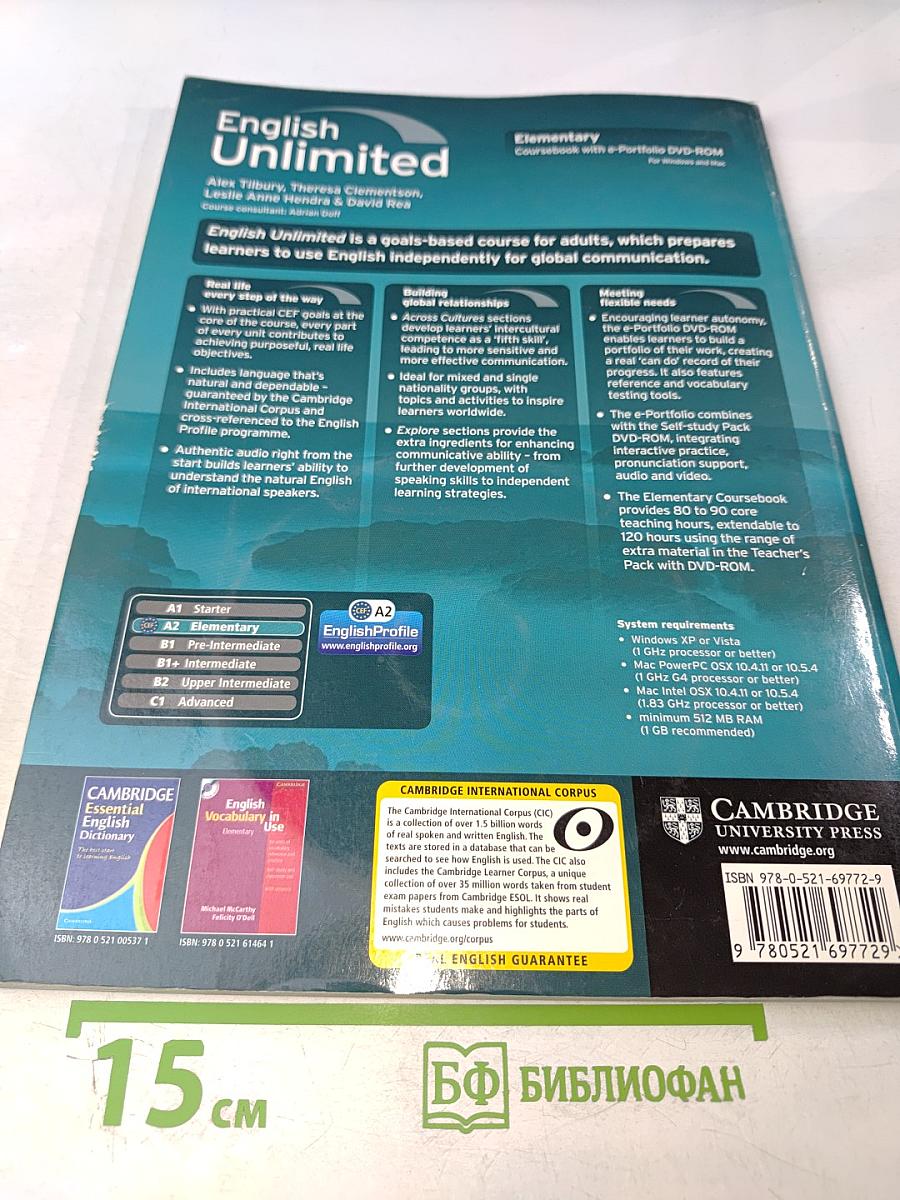 English
Unlimited
Alex Tilbury, Theresa Clementson,
Leslie Anne Hendra & David Rea
Course consultant: Adrian Doff
Elementary
Coursebook with e-Portfolio DVD-ROM
For Windows and Mac
English Unlimited is a goals-based course for adults, which prepares
learners to use English independently for global communication.
Real life
every step of the way
• With practical CEF goals at the
core of the course, every part
of every unit contributes to
achieving purposeful, real life
objectives.
• Includes language that's
natural and dependable –
guaranteed by the Cambridge
International Corpus and
cross-referenced to the English
Profile programme.
• Authentic audio right from the
start builds learners' ability to
understand the natural English
of international speakers.
Building
global relationships
• Across Cultures sections
develop learners' intercultural
competence as a 'fifth skill',
leading to more sensitive and
more effective communication.
• Ideal for mixed and single
nationality groups, with
topics and activities to inspire
learners worldwide.
• Explore sections provide the
extra ingredients for enhancing
communicative ability – from
further development of
speaking skills to independent
learning strategies.
Meeting
flexible needs
• Encouraging learner autonomy,
the e-Portfolio DVD-ROM
enables learners to build a
portfolio of their work, creating
a real 'can do' record of their
progress. It also features
reference and vocabulary
testing tools.
• The e-Portfolio combines
with the Self-study Pack
DVD-ROM, integrating
interactive practice,
pronunciation support,
audio and video.
• The Elementary Coursebook
provides 80 to 90 core
teaching hours, extendable to
120 hours using the range of
extra material in the Teacher's
Pack with DVD-ROM.
A1 Starter
CEF A2 Elementary
B1 Pre-Intermediate
B1+ Intermediate
B2 Upper Intermediate
C1 Advanced
CEF A2
EnglishProfile
www.englishprofile.org
System requirements
• Windows XP or Vista
(1 GHz processor or better)
• Mac PowerPC OSX 10.4.11 or 10.5.4
(1 GHz G4 processor or better)
• Mac Intel OSX 10.4.11 or 10.5.4
(1.83 GHz processor or better)
• minimum 512 MB RAM
(1 GB recommended)
CAMBRIDGE
Essential
English
Dictionary
The best start
to learning English
Cambridge
ISBN: 978 0 521 00537 1
CAMBRIDGE
English
Vocabulary in
Use
Elementary
Michael McCarthy
Felicity O'Dell
ISBN: 978 0 521 61464 1
CAMBRIDGE INTERNATIONAL CORPUS
The Cambridge International Corpus (CIC)
is a collection of over 1.5 billion words
of real spoken and written English. The
texts are stored in a database that can be
searched to see how English is used. The CIC also
includes the Cambridge Learner Corpus, a unique
collection of over 35 million words taken from student
exam papers from Cambridge ESOL. It shows real
mistakes students make and highlights the parts of
English which causes problems for students.
www.cambridge.org/corpus
REAL ENGLISH GUARANTEE
CAMBRIDGE
UNIVERSITY PRESS
www.cambridge.org
ISBN 978-0-521-69772-9
9 780521 697729
15 см
БФ БИБЛИОФАН